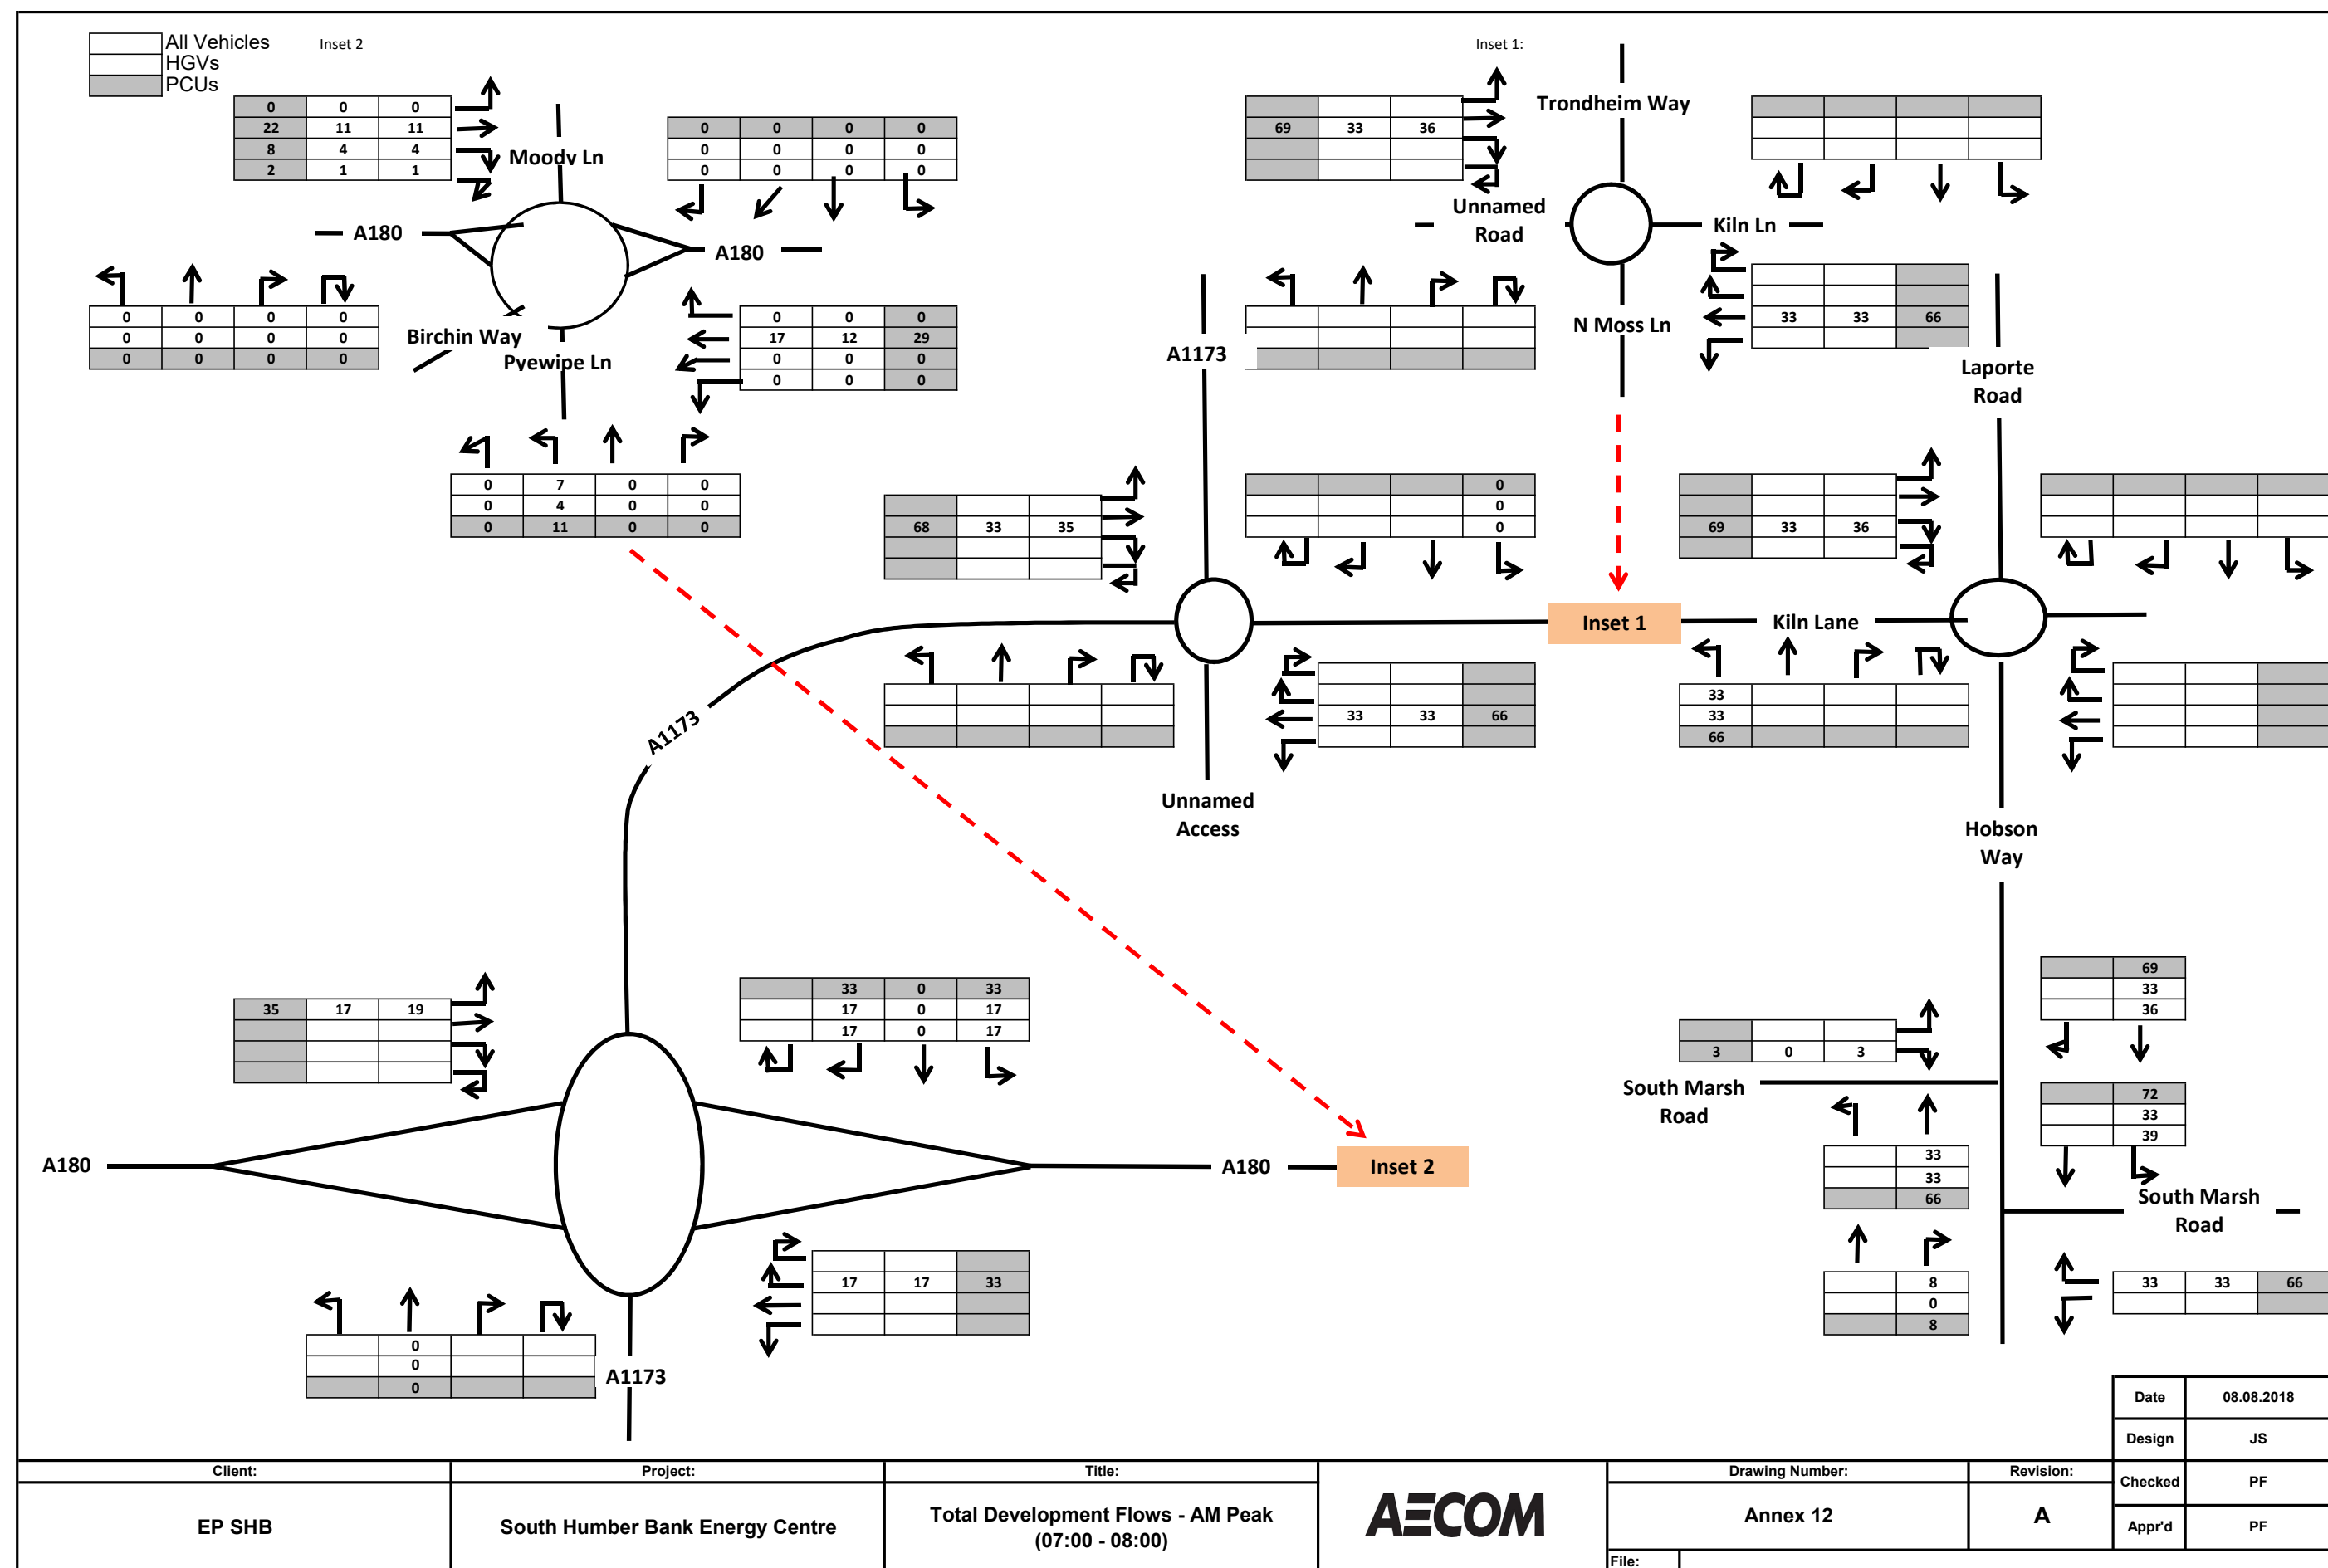 All Vehicles
HGVs
PCUs
Inset 2
Inset 1:
0 0 0
22 11 11
8 4 4
2 1 1
Moody Ln
0 0 0 0
0 0 0 0
0 0 0 0
A180
A180
0 0 0 0
0 0 0 0
0 0 0 0
Birchin Way
Pyewipe Ln
0 0 0
17 12 29
0 0 0
0 0 0
0 7 0 0
0 4 0 0
0 11 0 0
69 33 36
Trondheim Way
Unnamed
Road
Kiln Ln
N Moss Ln
33 33 66
A1173
Laporte
Road
68 33 35
0
0
0
69 33 36
Inset 1
Kiln Lane
33 33 66
33
33
66
A1173
Unnamed
Access
Hobson
Way
35 17 19
33 0 33
17 0 17
17 0 17
69
33
36
3 0 3
South Marsh
Road
72
33
39
33
33
66
South Marsh
Road
A180
A180
Inset 2
17 17 33
8
0
8
33 33 66
0
0
0
A1173
Date 08.08.2018
Design JS
Checked PF
Appr'd PF
Client:
EP SHB
Project:
South Humber Bank Energy Centre
Title:
Total Development Flows - AM Peak
(07:00 - 08:00)
AECOM
Drawing Number:
Annex 12
Revision:
A
File: